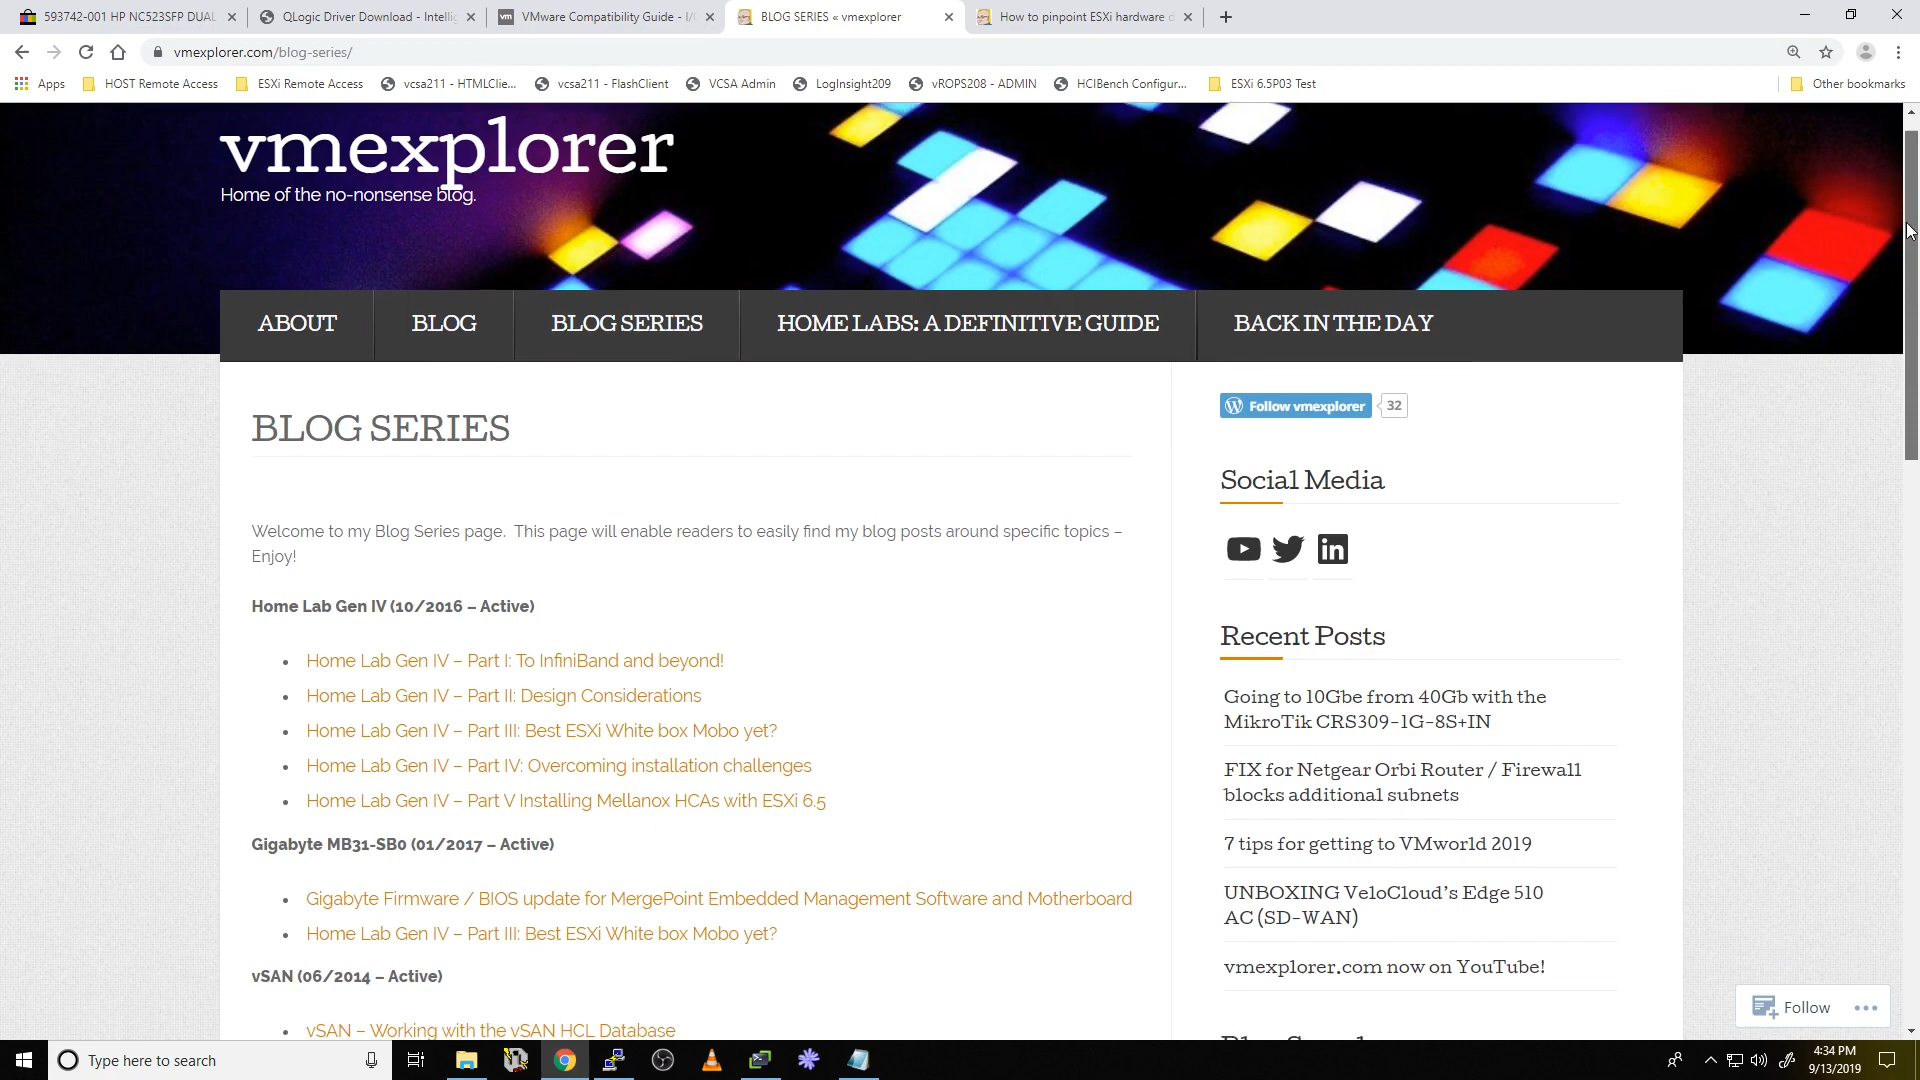 593742-001 HP NC523SFP DUAL
QLogic Driver Download - Intellig
VMware Compatibility Guide - I/
BLOG SERIES « vmexplorer
How to pinpoint ESXi hardware d
vmexplorer.com/blog-series/
Apps
HOST Remote Access
ESXi Remote Access
vcsa211 - HTMLClie...
vcsa211 - FlashClient
VCSA Admin
LogInsight209
vROPS208 - ADMIN
HCIBench Configur...
ESXi 6.5P03 Test
Other bookmarks
vmexplorer
Home of the no-nonsense blog.
ABOUT
BLOG
BLOG SERIES
HOME LABS: A DEFINITIVE GUIDE
BACK IN THE DAY
BLOG SERIES
Welcome to my Blog Series page.  This page will enable readers to easily find my blog posts around specific topics –
Enjoy!
Home Lab Gen IV (10/2016 – Active)
Home Lab Gen IV – Part I: To InfiniBand and beyond!
Home Lab Gen IV – Part II: Design Considerations
Home Lab Gen IV – Part III: Best ESXi White box Mobo yet?
Home Lab Gen IV – Part IV: Overcoming installation challenges
Home Lab Gen IV – Part V Installing Mellanox HCAs with ESXi 6.5
Gigabyte MB31-SB0 (01/2017 – Active)
Gigabyte Firmware / BIOS update for MergePoint Embedded Management Software and Motherboard
Home Lab Gen IV – Part III: Best ESXi White box Mobo yet?
vSAN (06/2014 – Active)
vSAN – Working with the vSAN HCL Database
Follow vmexplorer
32
Social Media
Recent Posts
Going to 10Gbe from 40Gb with the
MikroTik CRS309-1G-8S+IN
FIX for Netgear Orbi Router / Firewall
blocks additional subnets
7 tips for getting to VMworld 2019
UNBOXING VeloCloud's Edge 510
AC (SD-WAN)
vmexplorer.com now on YouTube!
Follow
Type here to search
4:34 PM
9/13/2019